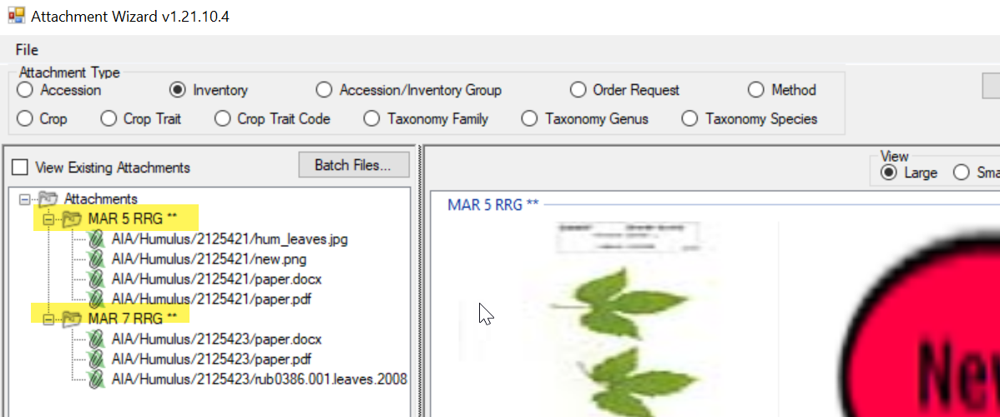 Attachment Wizard v1.21.10.4
File
Attachment Type
Accession Inventory Accession/Inventory Group Order Request Method
Crop Crop Trait Crop Trait Code Taxonomy Family Taxonomy Genus Taxonomy Species
View Existing Attachments Batch Files...
View
Large Sma
Attachments
MAR 5 RRG **
AIA/Humulus/2125421/hum_leaves.jpg
AIA/Humulus/2125421/new.png
AIA/Humulus/2125421/paper.docx
AIA/Humulus/2125421/paper.pdf
MAR 7 RRG **
AIA/Humulus/2125423/paper.docx
AIA/Humulus/2125423/paper.pdf
AIA/Humulus/2125423/rub0386.001.leaves.2008
MAR 5 RRG **
Nev